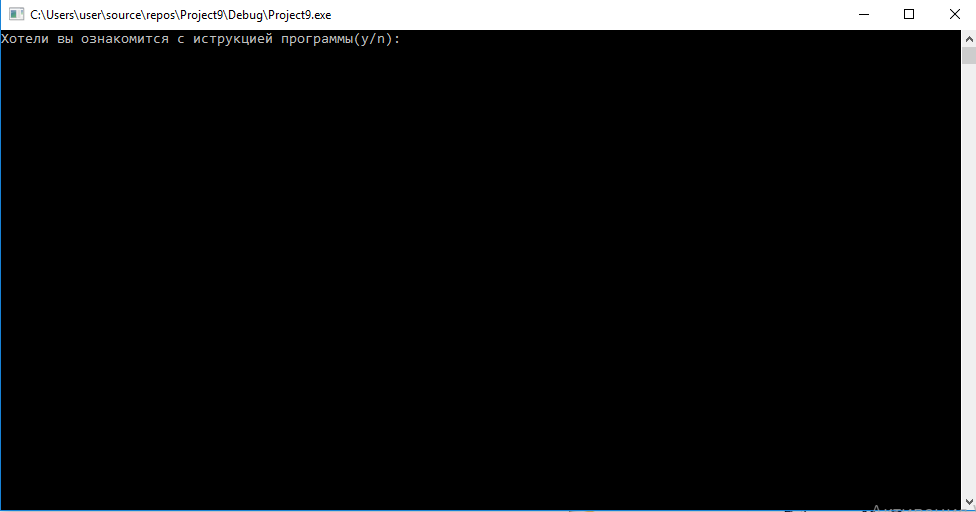 C:\Users\user\source\repos\Project9\Debug\Project9.exe
Хотели вы ознакомится с иструкцией программы(y/n):